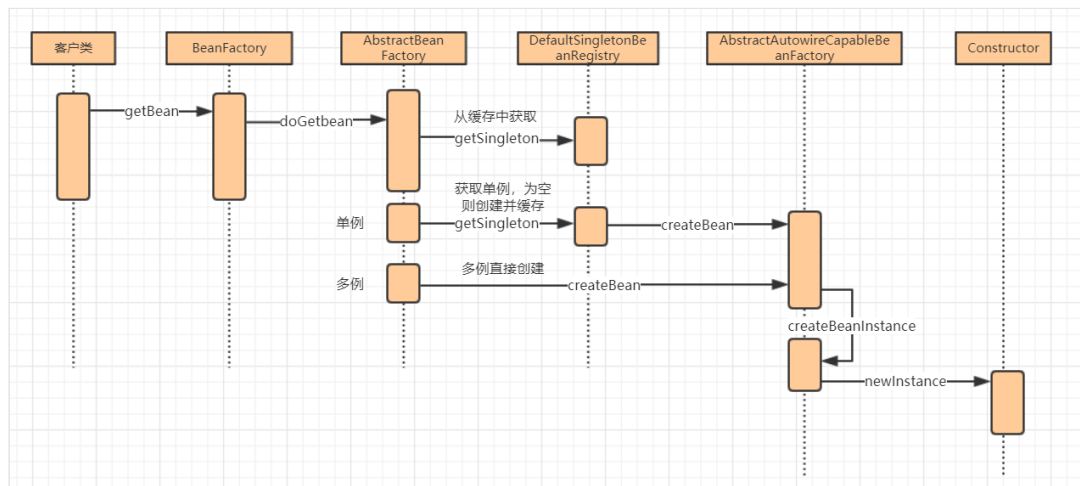 客户类
BeanFactory
AbstractBean
Factory
DefaultSingletonBe
anRegistry
AbstractAutowireCapableBe
anFactory
Constructor
getBean
doGetbean
从缓存中获取
getSingleton
获取单例，为空
则创建并缓存
单例
getSingleton
createBean
多例直接创建
多例
createBean
createBeanInstance
newInstance